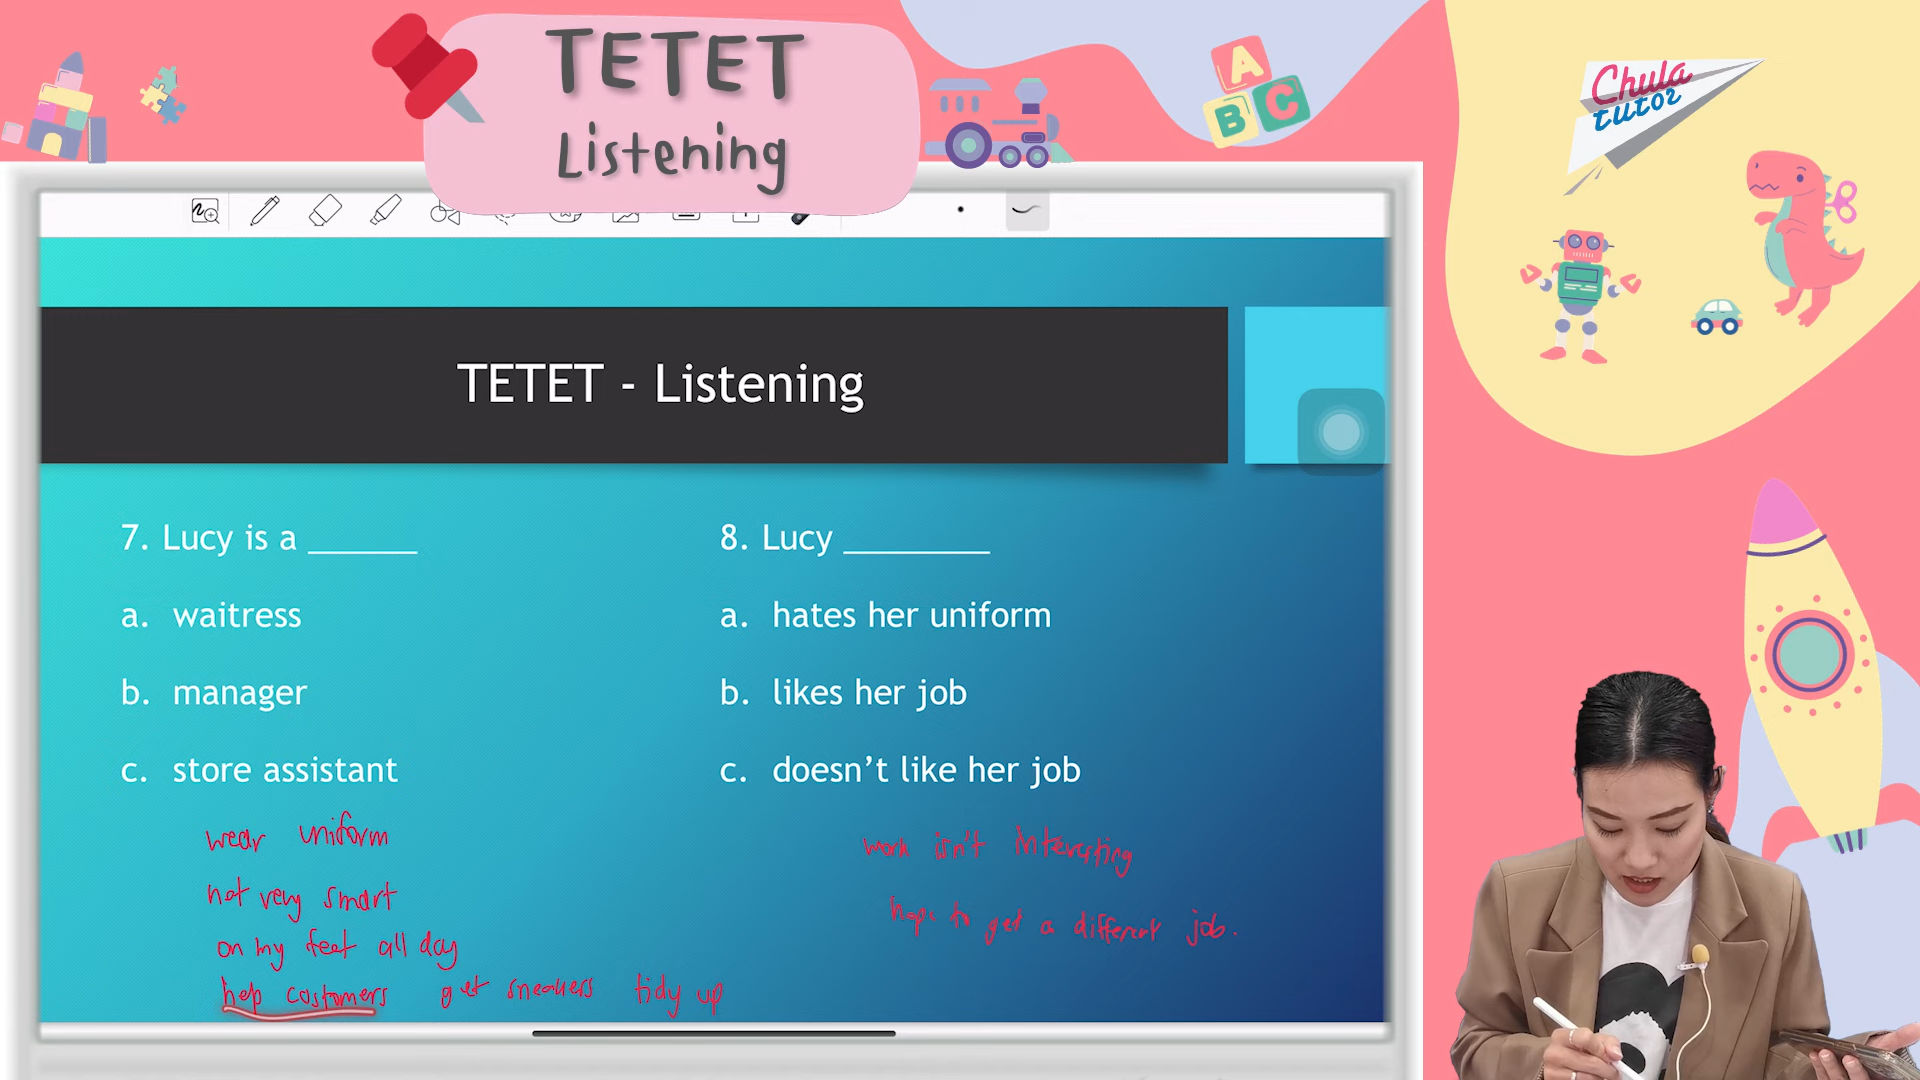 TETET
Listening
A
B C
Chula
tutor
TETET - Listening
7. Lucy is a ______
a. waitress
b. manager
c. store assistant
wear uniform
not very smart
on my feet all day
help customers get sneakers tidy up
8. Lucy ________
a. hates her uniform
b. likes her job
c. doesn't like her job
work isn't interesting
hope to get a different job.